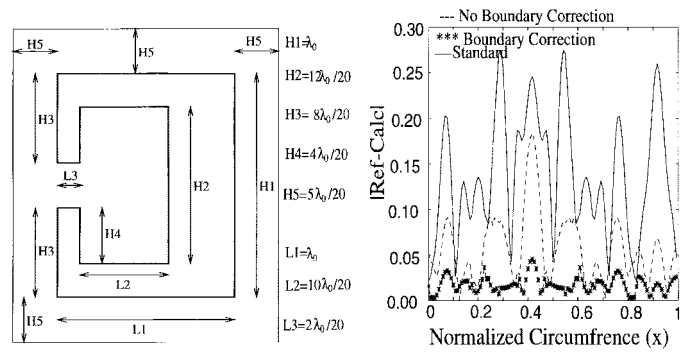 H5
H5
H5
H3
L3
H3
H4
H2
H1
L2
L1
H5
H1=λ₀
H2=12λ₀/20
H3= 8λ₀/20
H4=4λ₀/20
H5=5λ₀/20
L1=λ₀
L2=10λ₀/20
L3=2λ₀/20
No Boundary Correction
Boundary Correction
Standard
|Ref-Calc|
0.30
0.25
0.20
0.15
0.10
0.05
0.00
0.0 0.2 0.4 0.6 0.8 1
Normalized Circumfrence (x)